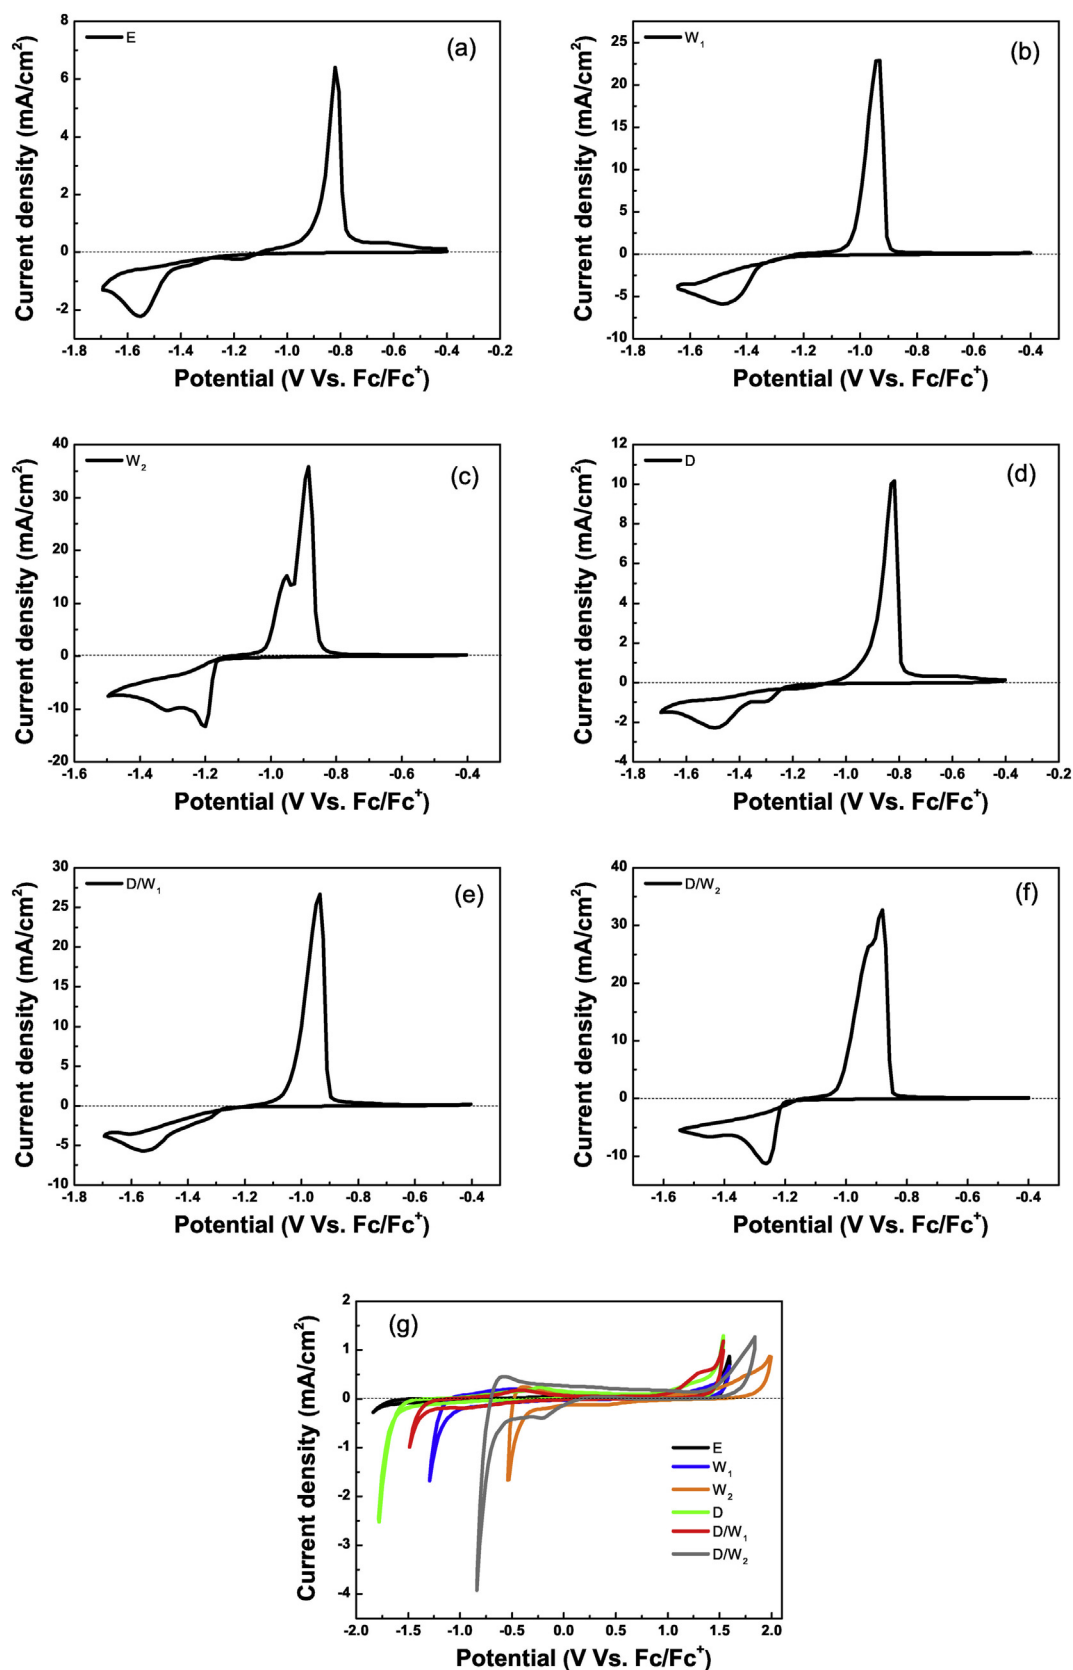 E
(a)
8
6
4
2
0
-2
-1.8 -1.6 -1.4 -1.2 -1.0 -0.8 -0.6 -0.4 -0.2
Current density (mA/cm²)
Potential (V Vs. Fc/Fc⁺)
W₁
(b)
25
20
15
10
5
0
-5
-10
-1.8 -1.6 -1.4 -1.2 -1.0 -0.8 -0.6 -0.4
Current density (mA/cm²)
Potential (V Vs. Fc/Fc⁺)
W₂
(c)
40
30
20
10
0
-10
-20
-1.6 -1.4 -1.2 -1.0 -0.8 -0.6 -0.4
Current density (mA/cm²)
Potential (V Vs. Fc/Fc⁺)
D
(d)
12
10
8
6
4
2
0
-2
-4
-1.8 -1.6 -1.4 -1.2 -1.0 -0.8 -0.6 -0.4 -0.2
Current density (mA/cm²)
Potential (V Vs. Fc/Fc⁺)
D/W₁
(e)
30
25
20
15
10
5
0
-5
-10
-1.8 -1.6 -1.4 -1.2 -1.0 -0.8 -0.6 -0.4
Current density (mA/cm²)
Potential (V Vs. Fc/Fc⁺)
D/W₂
(f)
40
30
20
10
0
-10
-1.6 -1.4 -1.2 -1.0 -0.8 -0.6 -0.4
Current density (mA/cm²)
Potential (V Vs. Fc/Fc⁺)
(g)
2
1
0
-1
-2
-3
-4
E
W₁
W₂
D
D/W₁
D/W₂
-2.0 -1.5 -1.0 -0.5 0.0 0.5 1.0 1.5 2.0
Current density (mA/cm²)
Potential (V Vs. Fc/Fc⁺)